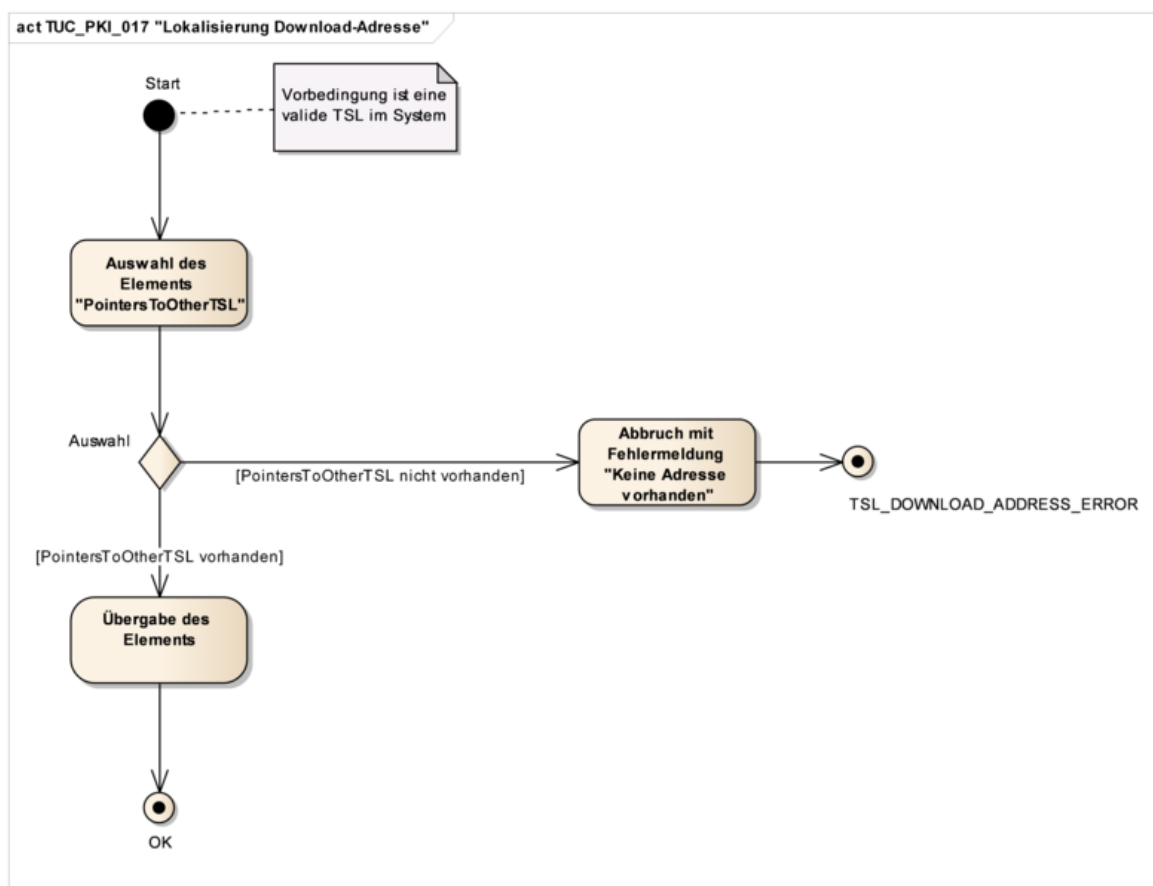 act TUC_PKI_017 "Lokalisierung Download-Adresse"
Start
Vorbedingung ist eine
valide TSL im System
Auswahl des
Elements
"PointersToOtherTSL"
Auswahl
[PointersToOtherTSL nicht vorhanden]
Abbruch mit
Fehlermeldung
"Keine Adresse
vorhanden"
TSL_DOWNLOAD_ADDRESS_ERROR
[PointersToOtherTSL vorhanden]
Übergabe des
Elements
OK